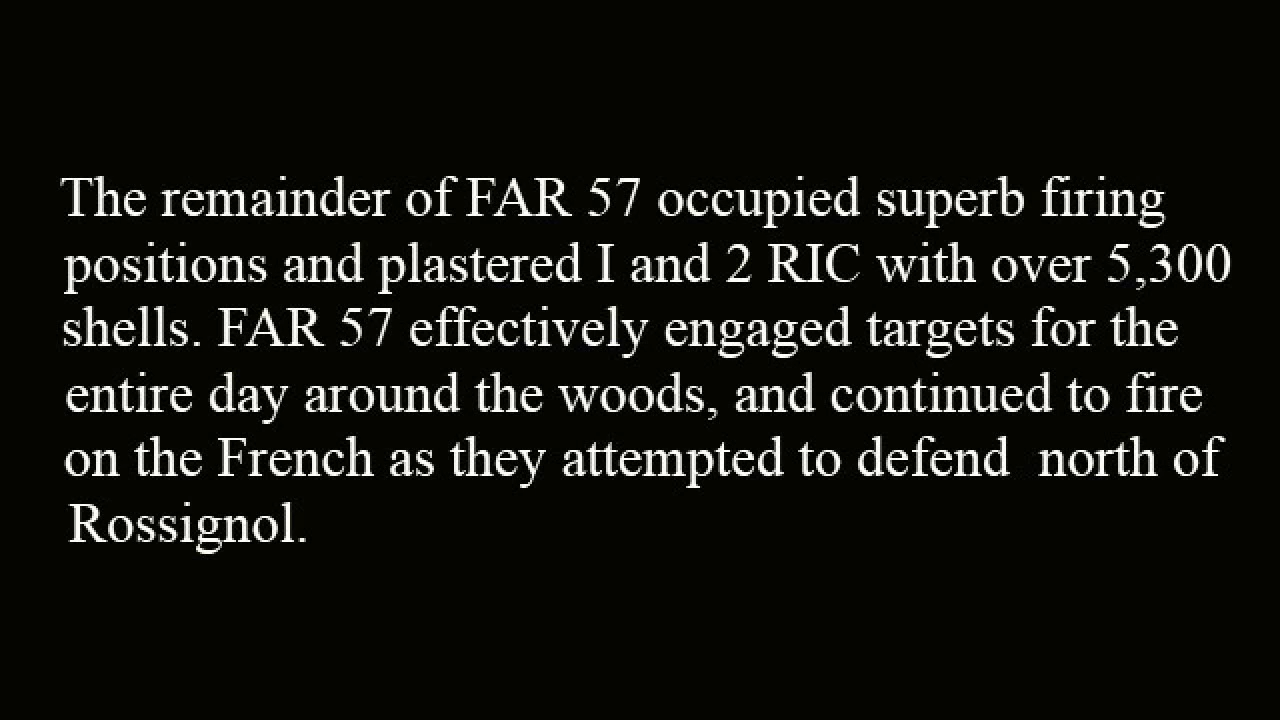 The remainder of FAR 57 occupied superb firing
positions and plastered I and 2 RIC with over 5,300
shells. FAR 57 effectively engaged targets for the
entire day around the woods, and continued to fire
on the French as they attempted to defend  north of
Rossignol.